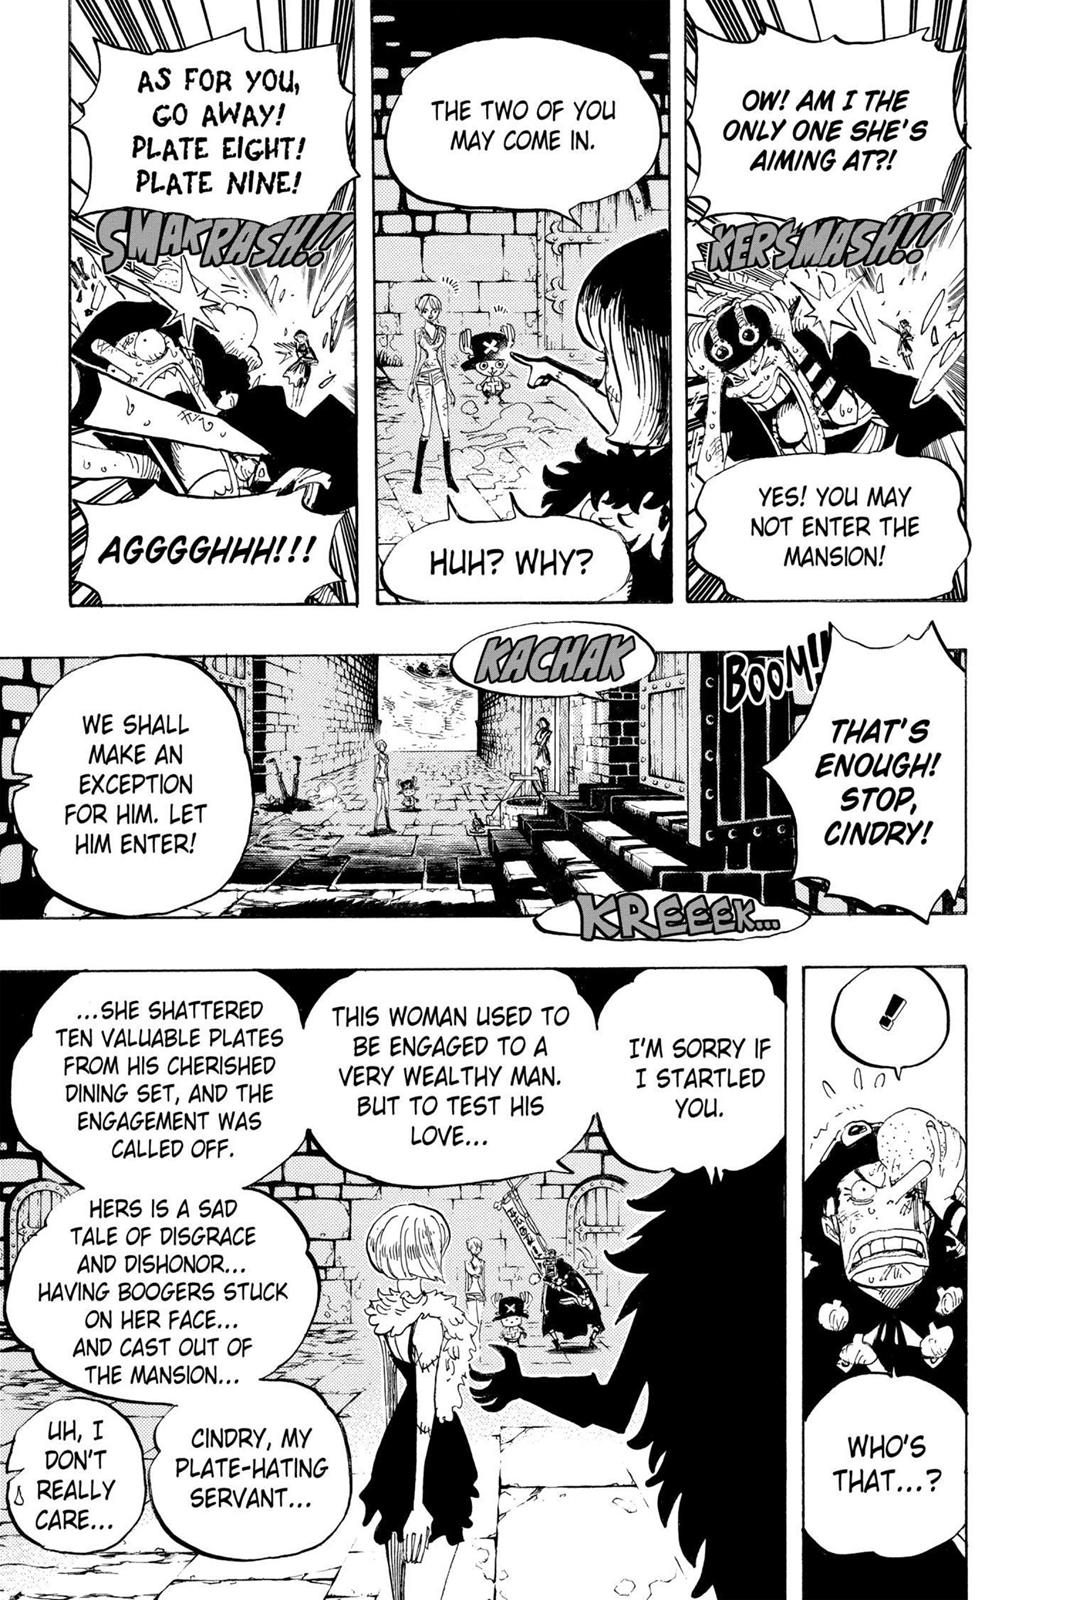 OW! AM I THE
ONLY ONE SHE'S
AIMING AT?!
KERSMASH!!
YES! YOU MAY
NOT ENTER THE
MANSION!
THE TWO OF YOU
MAY COME IN.
HUH? WHY?
AS FOR YOU,
GO AWAY!
PLATE EIGHT!
PLATE NINE!
SMAKRASH!!
AGGGGHHH!!!
BOOM!!
THAT'S
ENOUGH!
STOP,
CINDRY!
KACHAK
KREEEK...
WE SHALL
MAKE AN
EXCEPTION
FOR HIM. LET
HIM ENTER!
!
WHO'S
THAT...?
I'M SORRY IF
I STARTLED
YOU.
THIS WOMAN USED TO
BE ENGAGED TO A
VERY WEALTHY MAN.
BUT TO TEST HIS
LOVE...
...SHE SHATTERED
TEN VALUABLE PLATES
FROM HIS CHERISHED
DINING SET, AND THE
ENGAGEMENT WAS
CALLED OFF.
HERS IS A SAD
TALE OF DISGRACE
AND DISHONOR...
HAVING BOOGERS STUCK
ON HER FACE...
AND CAST OUT OF
THE MANSION...
CINDRY, MY
PLATE-HATING
SERVANT...
UH, I
DON'T
REALLY
CARE...